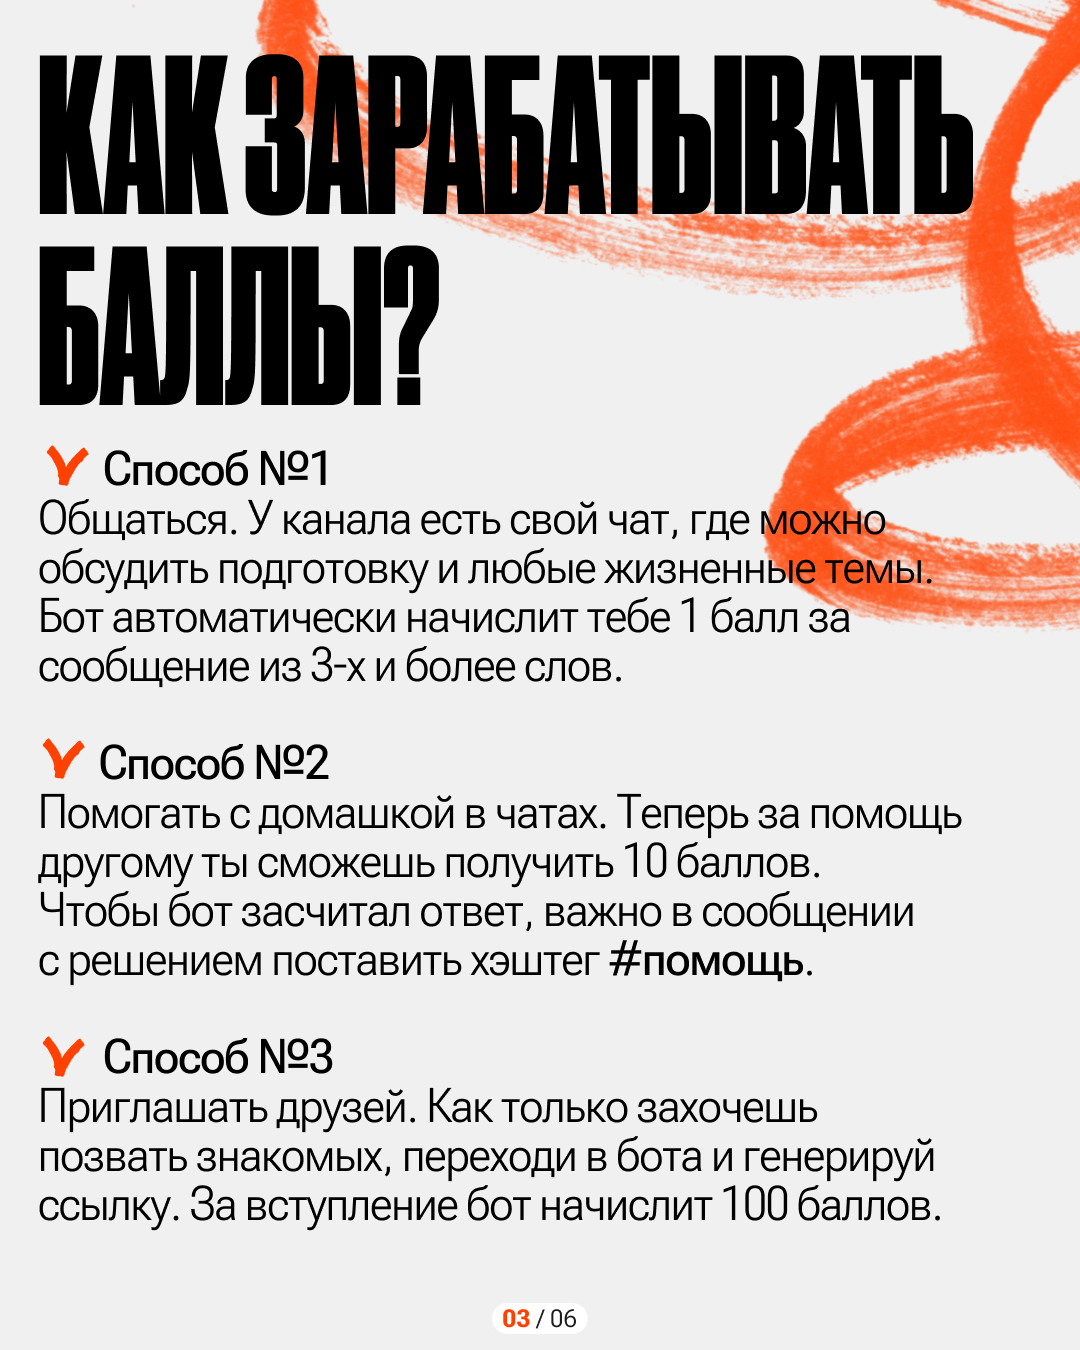 КАК ЗАРАБАТЫВАТЬ
БАЛЛЫ?
Способ №1
Общаться. У канала есть свой чат, где можно
обсудить подготовку и любые жизненные темы.
Бот автоматически начислит тебе 1 балл за
сообщение из 3-х и более слов.
Способ №2
Помогать с домашкой в чатах. Теперь за помощь
другому ты сможешь получить 10 баллов.
Чтобы бот засчитал ответ, важно в сообщении
с решением поставить хэштег #помощь.
Способ №3
Приглашать друзей. Как только захочешь
позвать знакомых, переходи в бота и генерируй
ссылку. За вступление бот начислит 100 баллов.
03 / 06